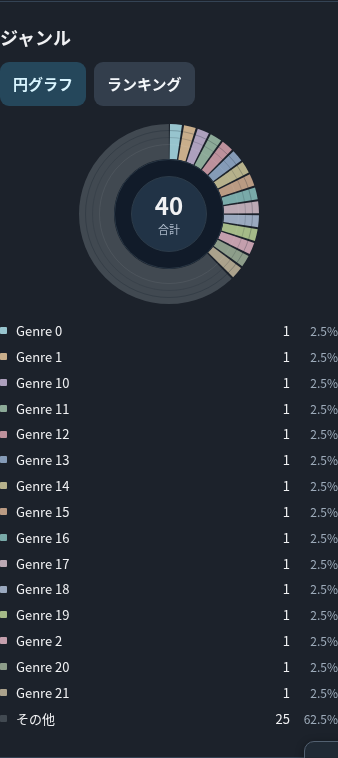 ジャンル
円グラフ ランキング
40
合計
Genre 0 1 2.5%
Genre 1 1 2.5%
Genre 10 1 2.5%
Genre 11 1 2.5%
Genre 12 1 2.5%
Genre 13 1 2.5%
Genre 14 1 2.5%
Genre 15 1 2.5%
Genre 16 1 2.5%
Genre 17 1 2.5%
Genre 18 1 2.5%
Genre 19 1 2.5%
Genre 2 1 2.5%
Genre 20 1 2.5%
Genre 21 1 2.5%
その他 25 62.5%